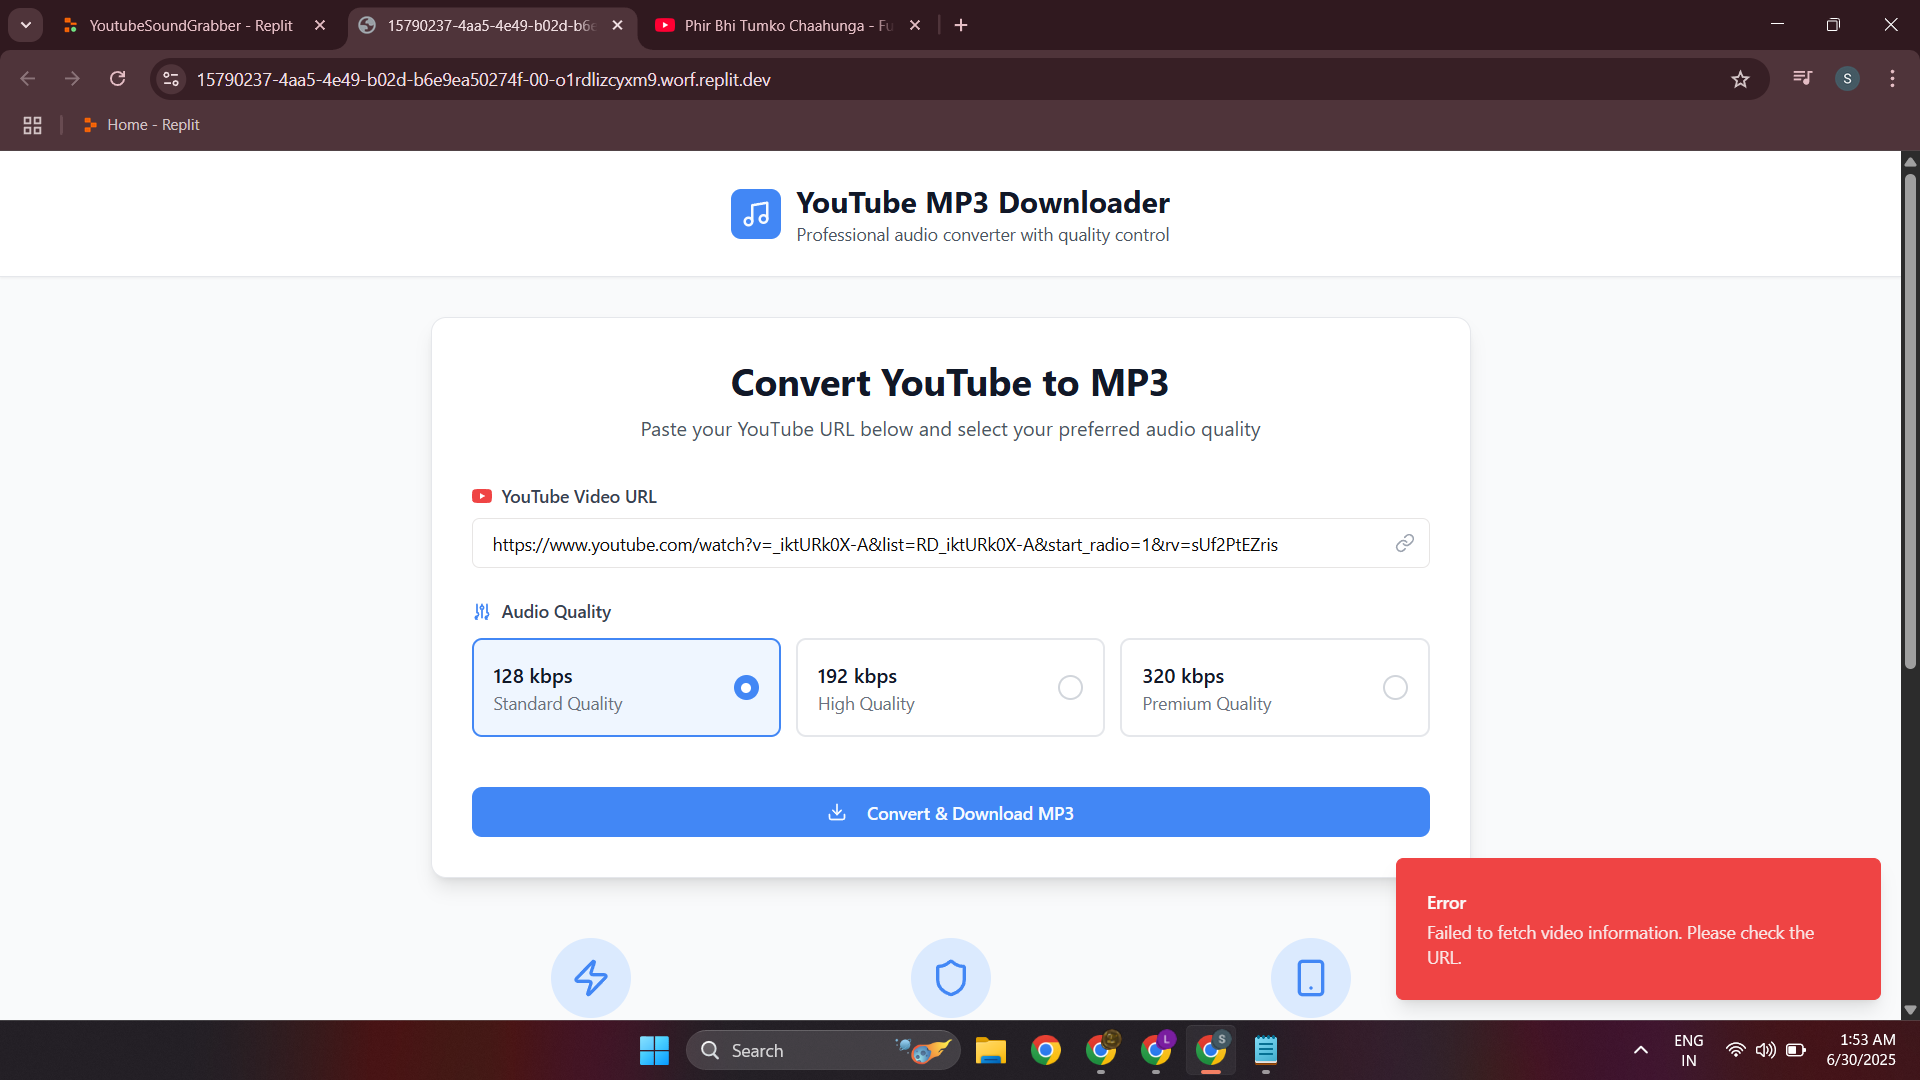 YoutubeSoundGrabber - Replit
15790237-4aa5-4e49-b02d-b6e
Phir Bhi Tumko Chaahunga - Fu
15790237-4aa5-4e49-b02d-b6e9ea50274f-00-o1rdlizcyxm9.worf.replit.dev
S
Home - Replit
YouTube MP3 Downloader
Professional audio converter with quality control
Convert YouTube to MP3
Paste your YouTube URL below and select your preferred audio quality
YouTube Video URL
https://www.youtube.com/watch?v=_iktURk0X-A&list=RD_iktURk0X-A&start_radio=1&rv=sUf2PtEZris
Audio Quality
128 kbps
Standard Quality
192 kbps
High Quality
320 kbps
Premium Quality
Convert & Download MP3
Error
Failed to fetch video information. Please check the
URL.
Search
L
S
ENG
IN
1:53 AM
6/30/2025